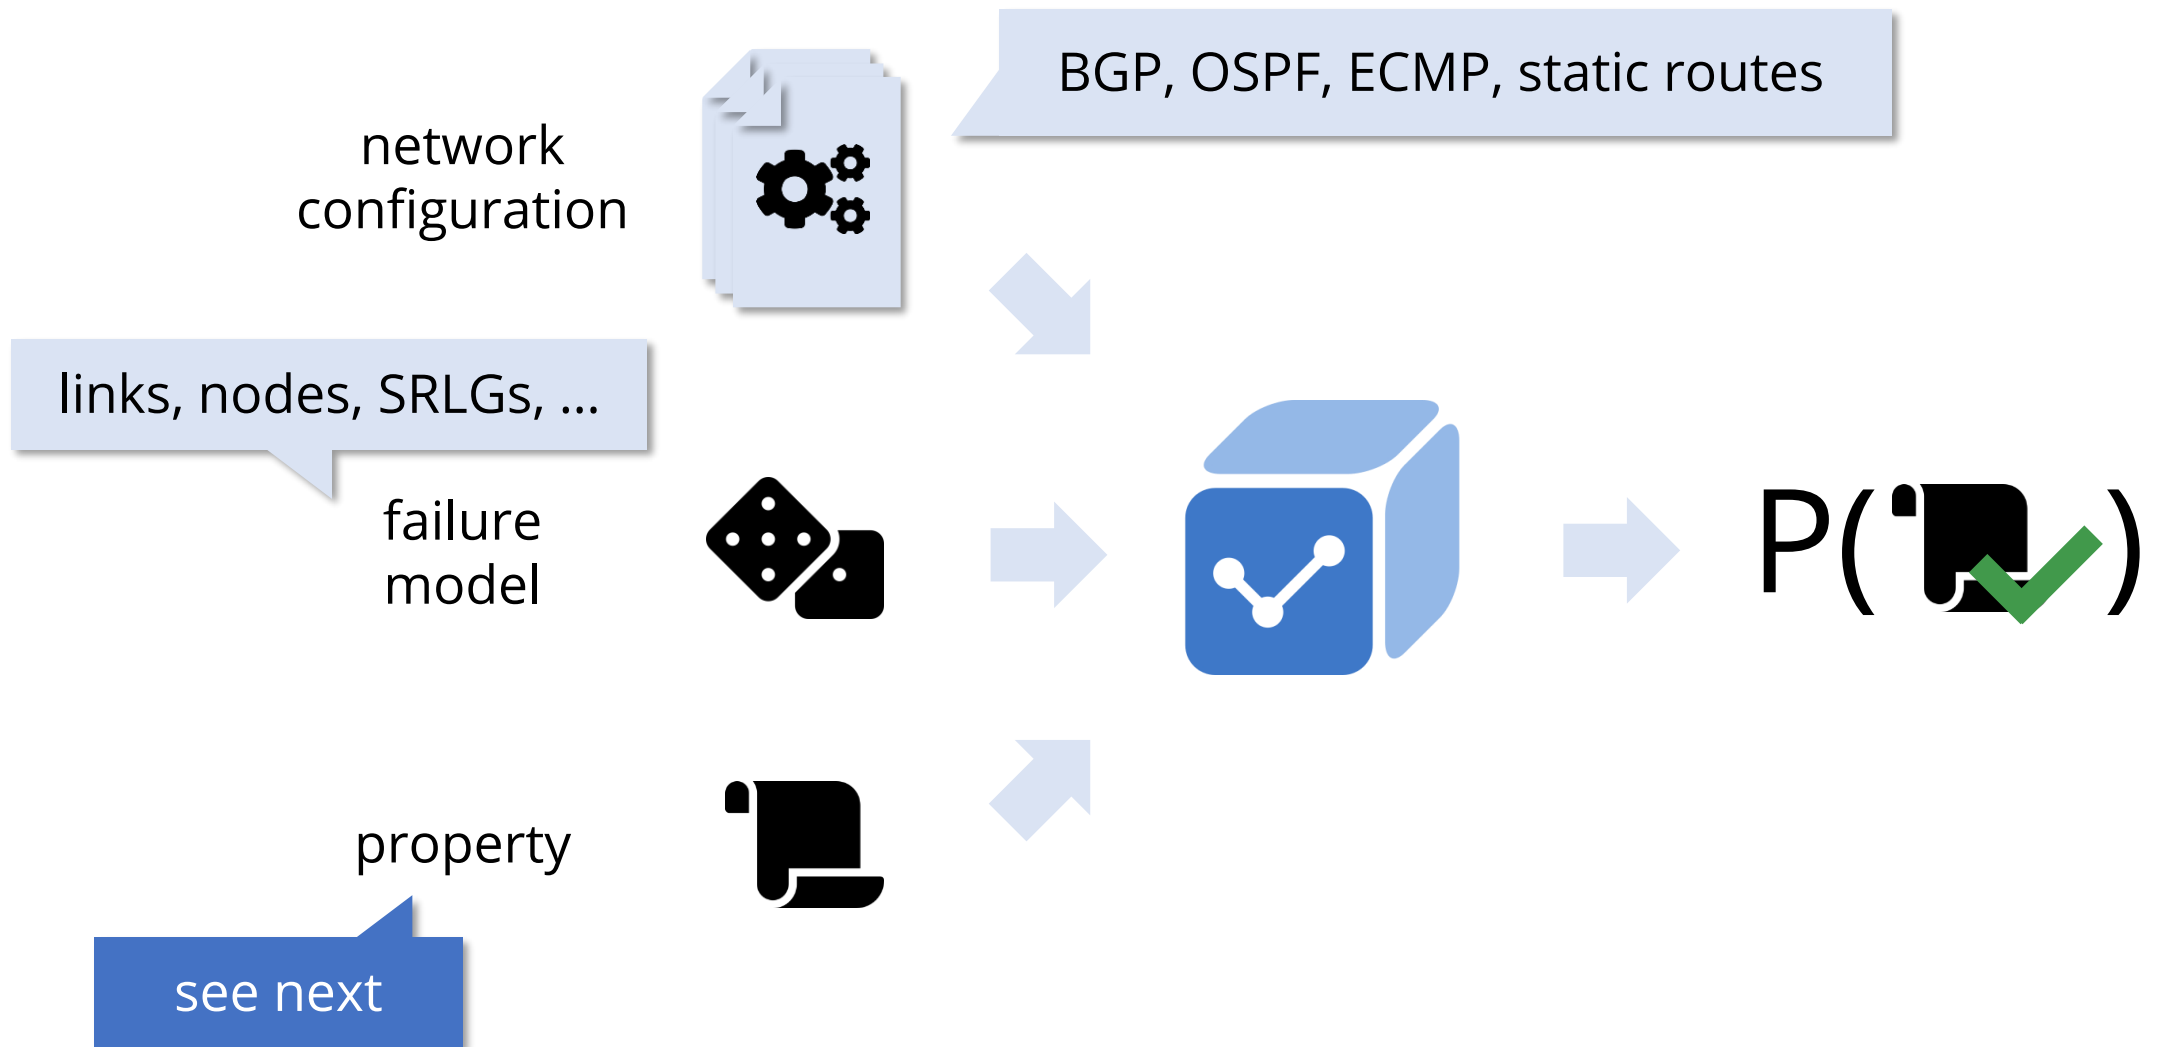 BGP, OSPF, ECMP, static routes
network
configuration
links, nodes, SRLGs, ...
failure
model
P( )
property
see next